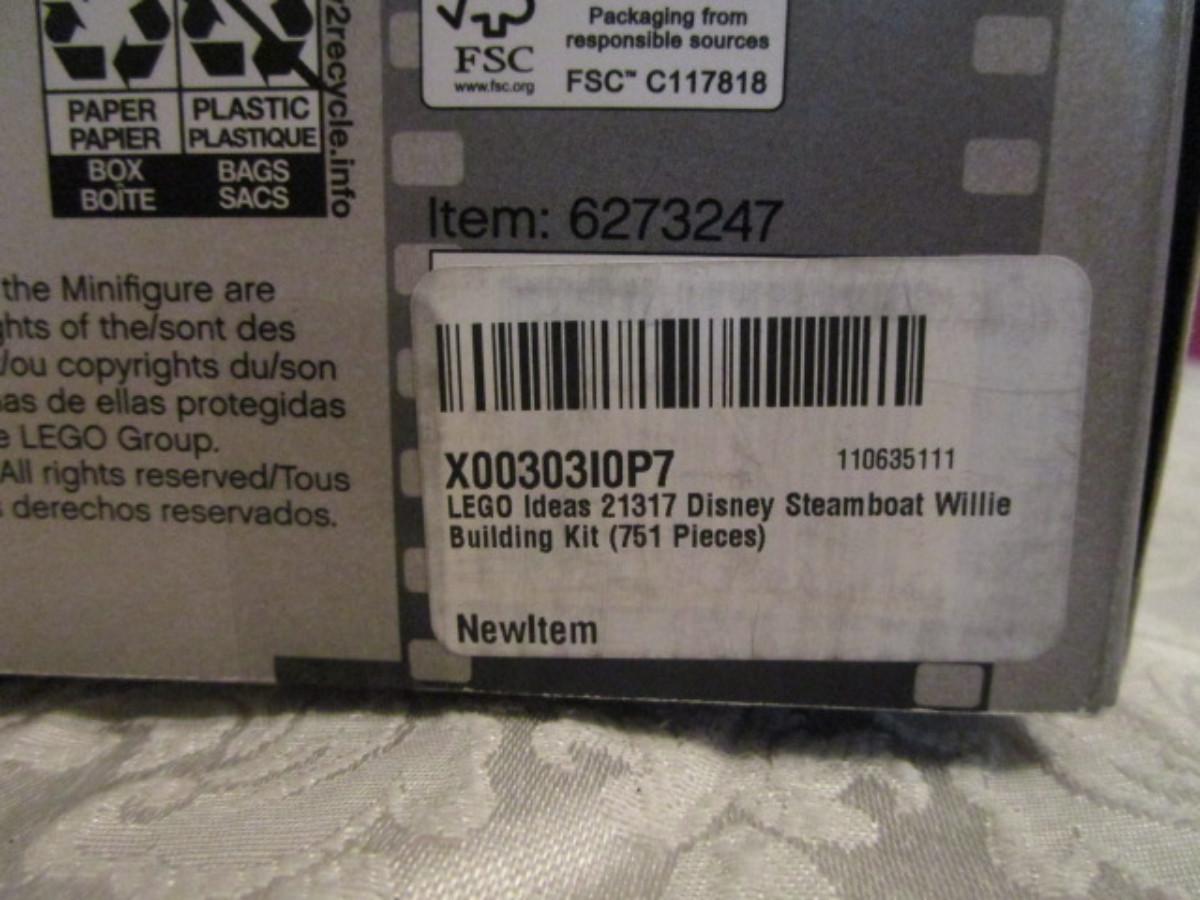 Packaging from
responsible sources
FSC
www.fsc.org
FSC™ C117818
PAPER
PAPIER
PLASTIC
PLASTIQUE
BOX
BOÎTE
BAGS
SACS
2recycle.info
Item: 6273247
the Minifigure are
of the/sont des
/ou copyrights du/son
de ellas protegidas
LEGO Group.
All rights reserved/Tous
derechos reservados.
X00303I0P7
110635111
LEGO Ideas 21317 Disney Steamboat Willie
Building Kit (751 Pieces)
NewItem